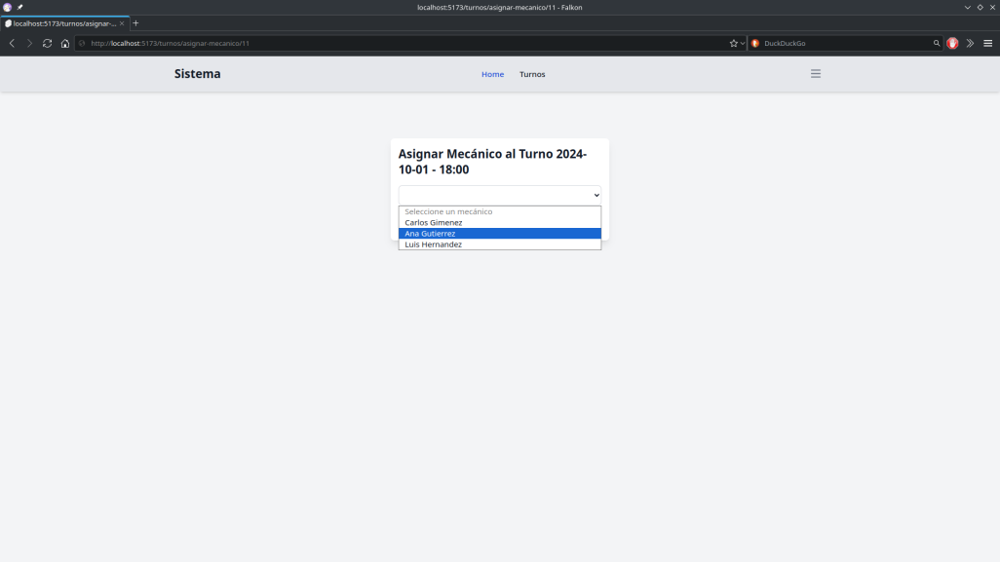 localhost:5173/turnos/asignar-mecanico/11 - Falkon
localhost:5173/turnos/asignar-...
http://localhost:5173/turnos/asignar-mecanico/11
DuckDuckGo
Sistema
Home
Turnos
Asignar Mecánico al Turno 2024-
10-01 - 18:00
Seleccione un mecánico
Carlos Gimenez
Ana Gutierrez
Luis Hernandez